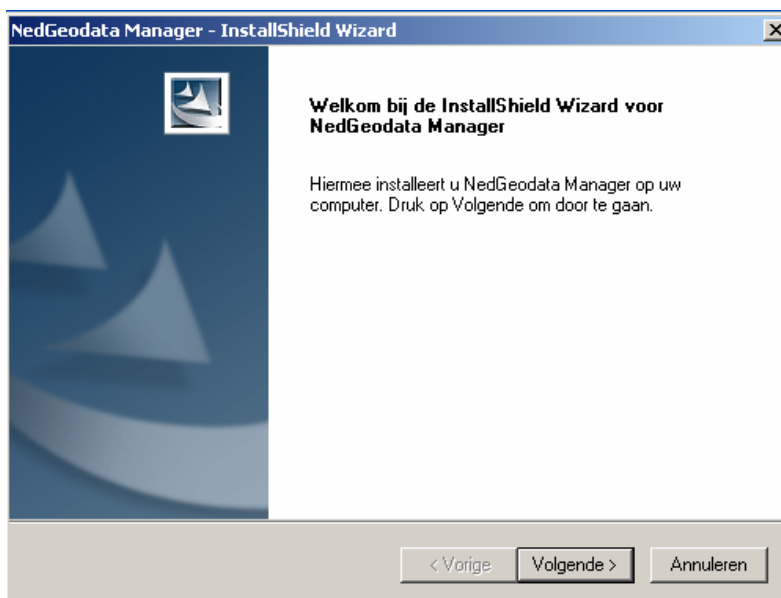 NedGeodata Manager - InstallShield Wizard
Welkom bij de InstallShield Wizard voor
NedGeodata Manager
Hiermee installeert u NedGeodata Manager op uw
computer. Druk op Volgende om door te gaan.
< Vorige
Volgende >
Annuleren